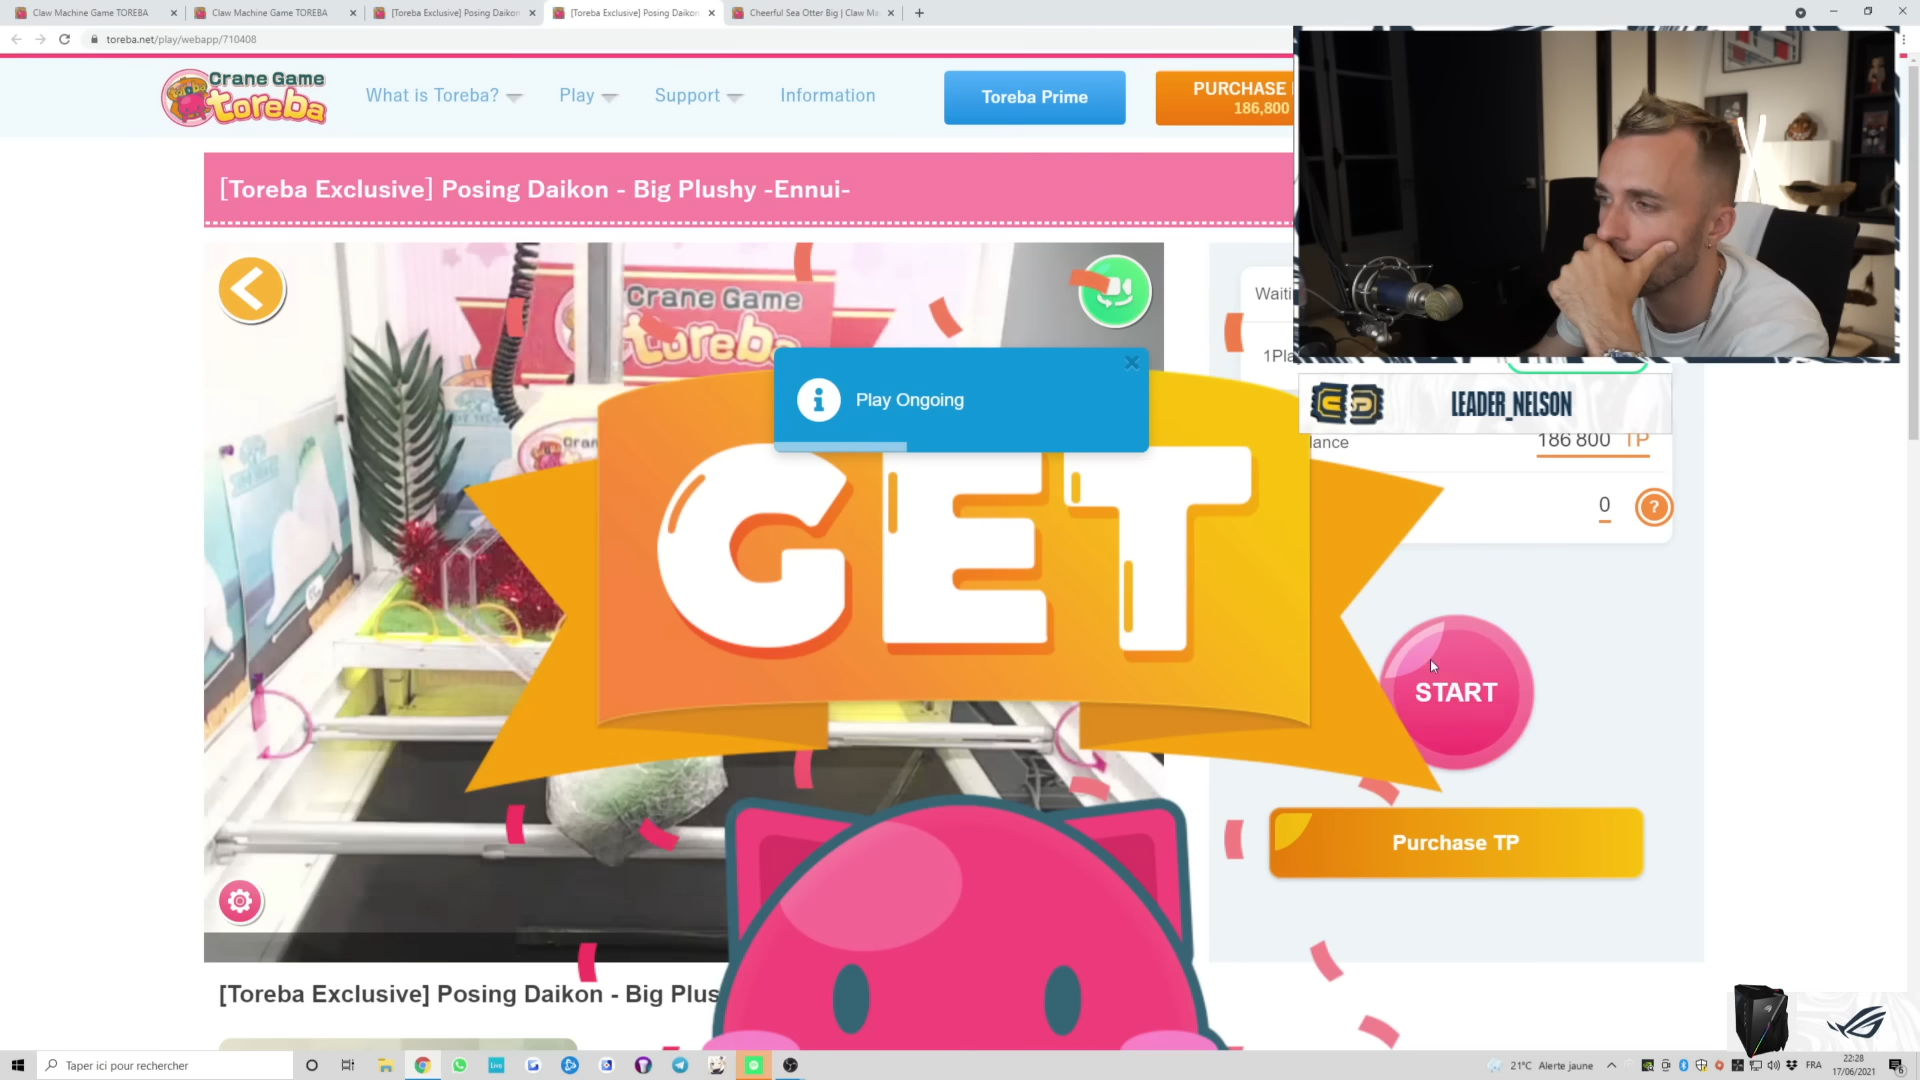 Claw Machine Game TOREBA
Claw Machine Game TOREBA
[Toreba Exclusive] Posing Daikon
[Toreba Exclusive] Posing Daikon
Cheerful Sea Otter Big | Claw Ma
toreba.net/play/webapp/710408
Crane Game
toreba
What is Toreba?
Play
Support
Information
Toreba Prime
PURCHASE
186,800
[Toreba Exclusive] Posing Daikon - Big Plushy -Ennui-
Crane Game
toreba
Waiti
1Pla
Play Ongoing
LEADER_NELSON
lance
186 800 TP
0
?
GET
START
Purchase TP
[Toreba Exclusive] Posing Daikon - Big Plus
Taper ici pour rechercher
Live
21°C Alerte jaune
FRA
22:28
17/06/2021